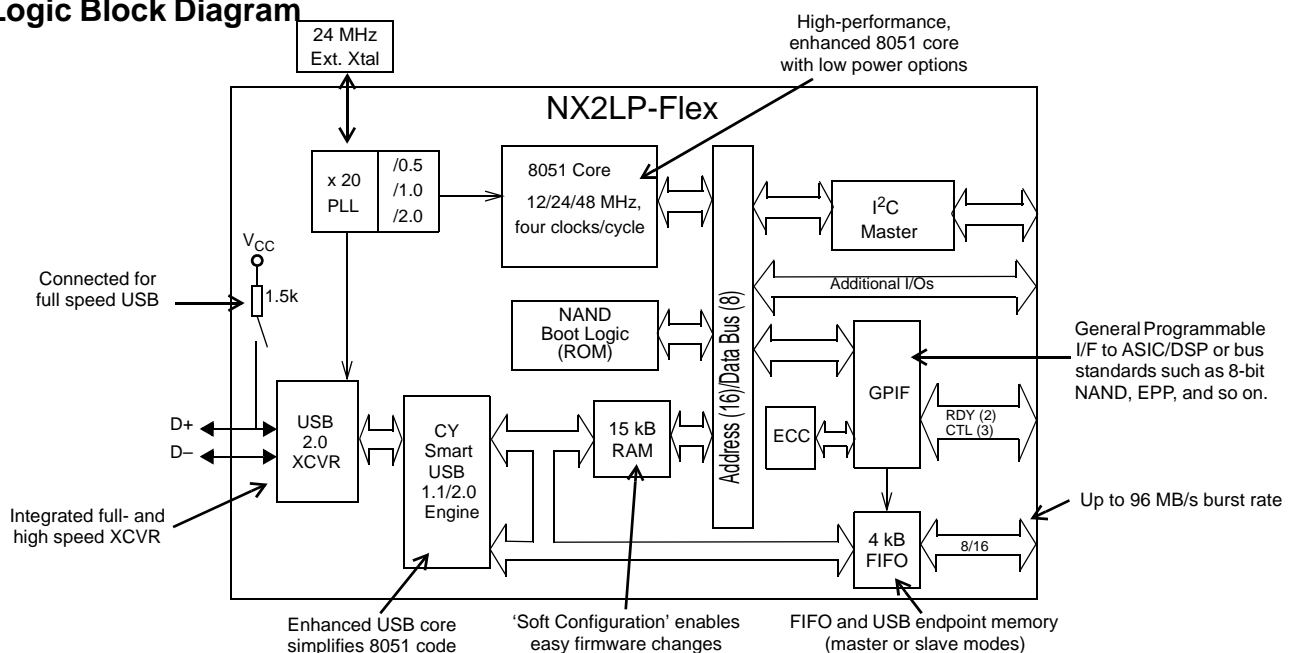 Logic Block Diagram
24 MHz
Ext. Xtal
High-performance,
enhanced 8051 core
with low power options
NX2LP-Flex
x 20
PLL
/0.5
/1.0
/2.0
8051 Core
12/24/48 MHz,
four clocks/cycle
I2C
Master
VCC
1.5k
Connected for
full speed USB
Additional I/Os
NAND
Boot Logic
(ROM)
Address (16)/Data Bus (8)
General Programmable
I/F to ASIC/DSP or bus
standards such as 8-bit
NAND, EPP, and so on.
GPIF
RDY (2)
CTL (3)
ECC
D+
D–
USB
2.0
XCVR
CY
Smart
USB
1.1/2.0
Engine
15 kB
RAM
Integrated full- and
high speed XCVR
4 kB
FIFO
8/16
Up to 96 MB/s burst rate
Enhanced USB core
simplifies 8051 code
‘Soft Configuration’ enables
easy firmware changes
FIFO and USB endpoint memory
(master or slave modes)